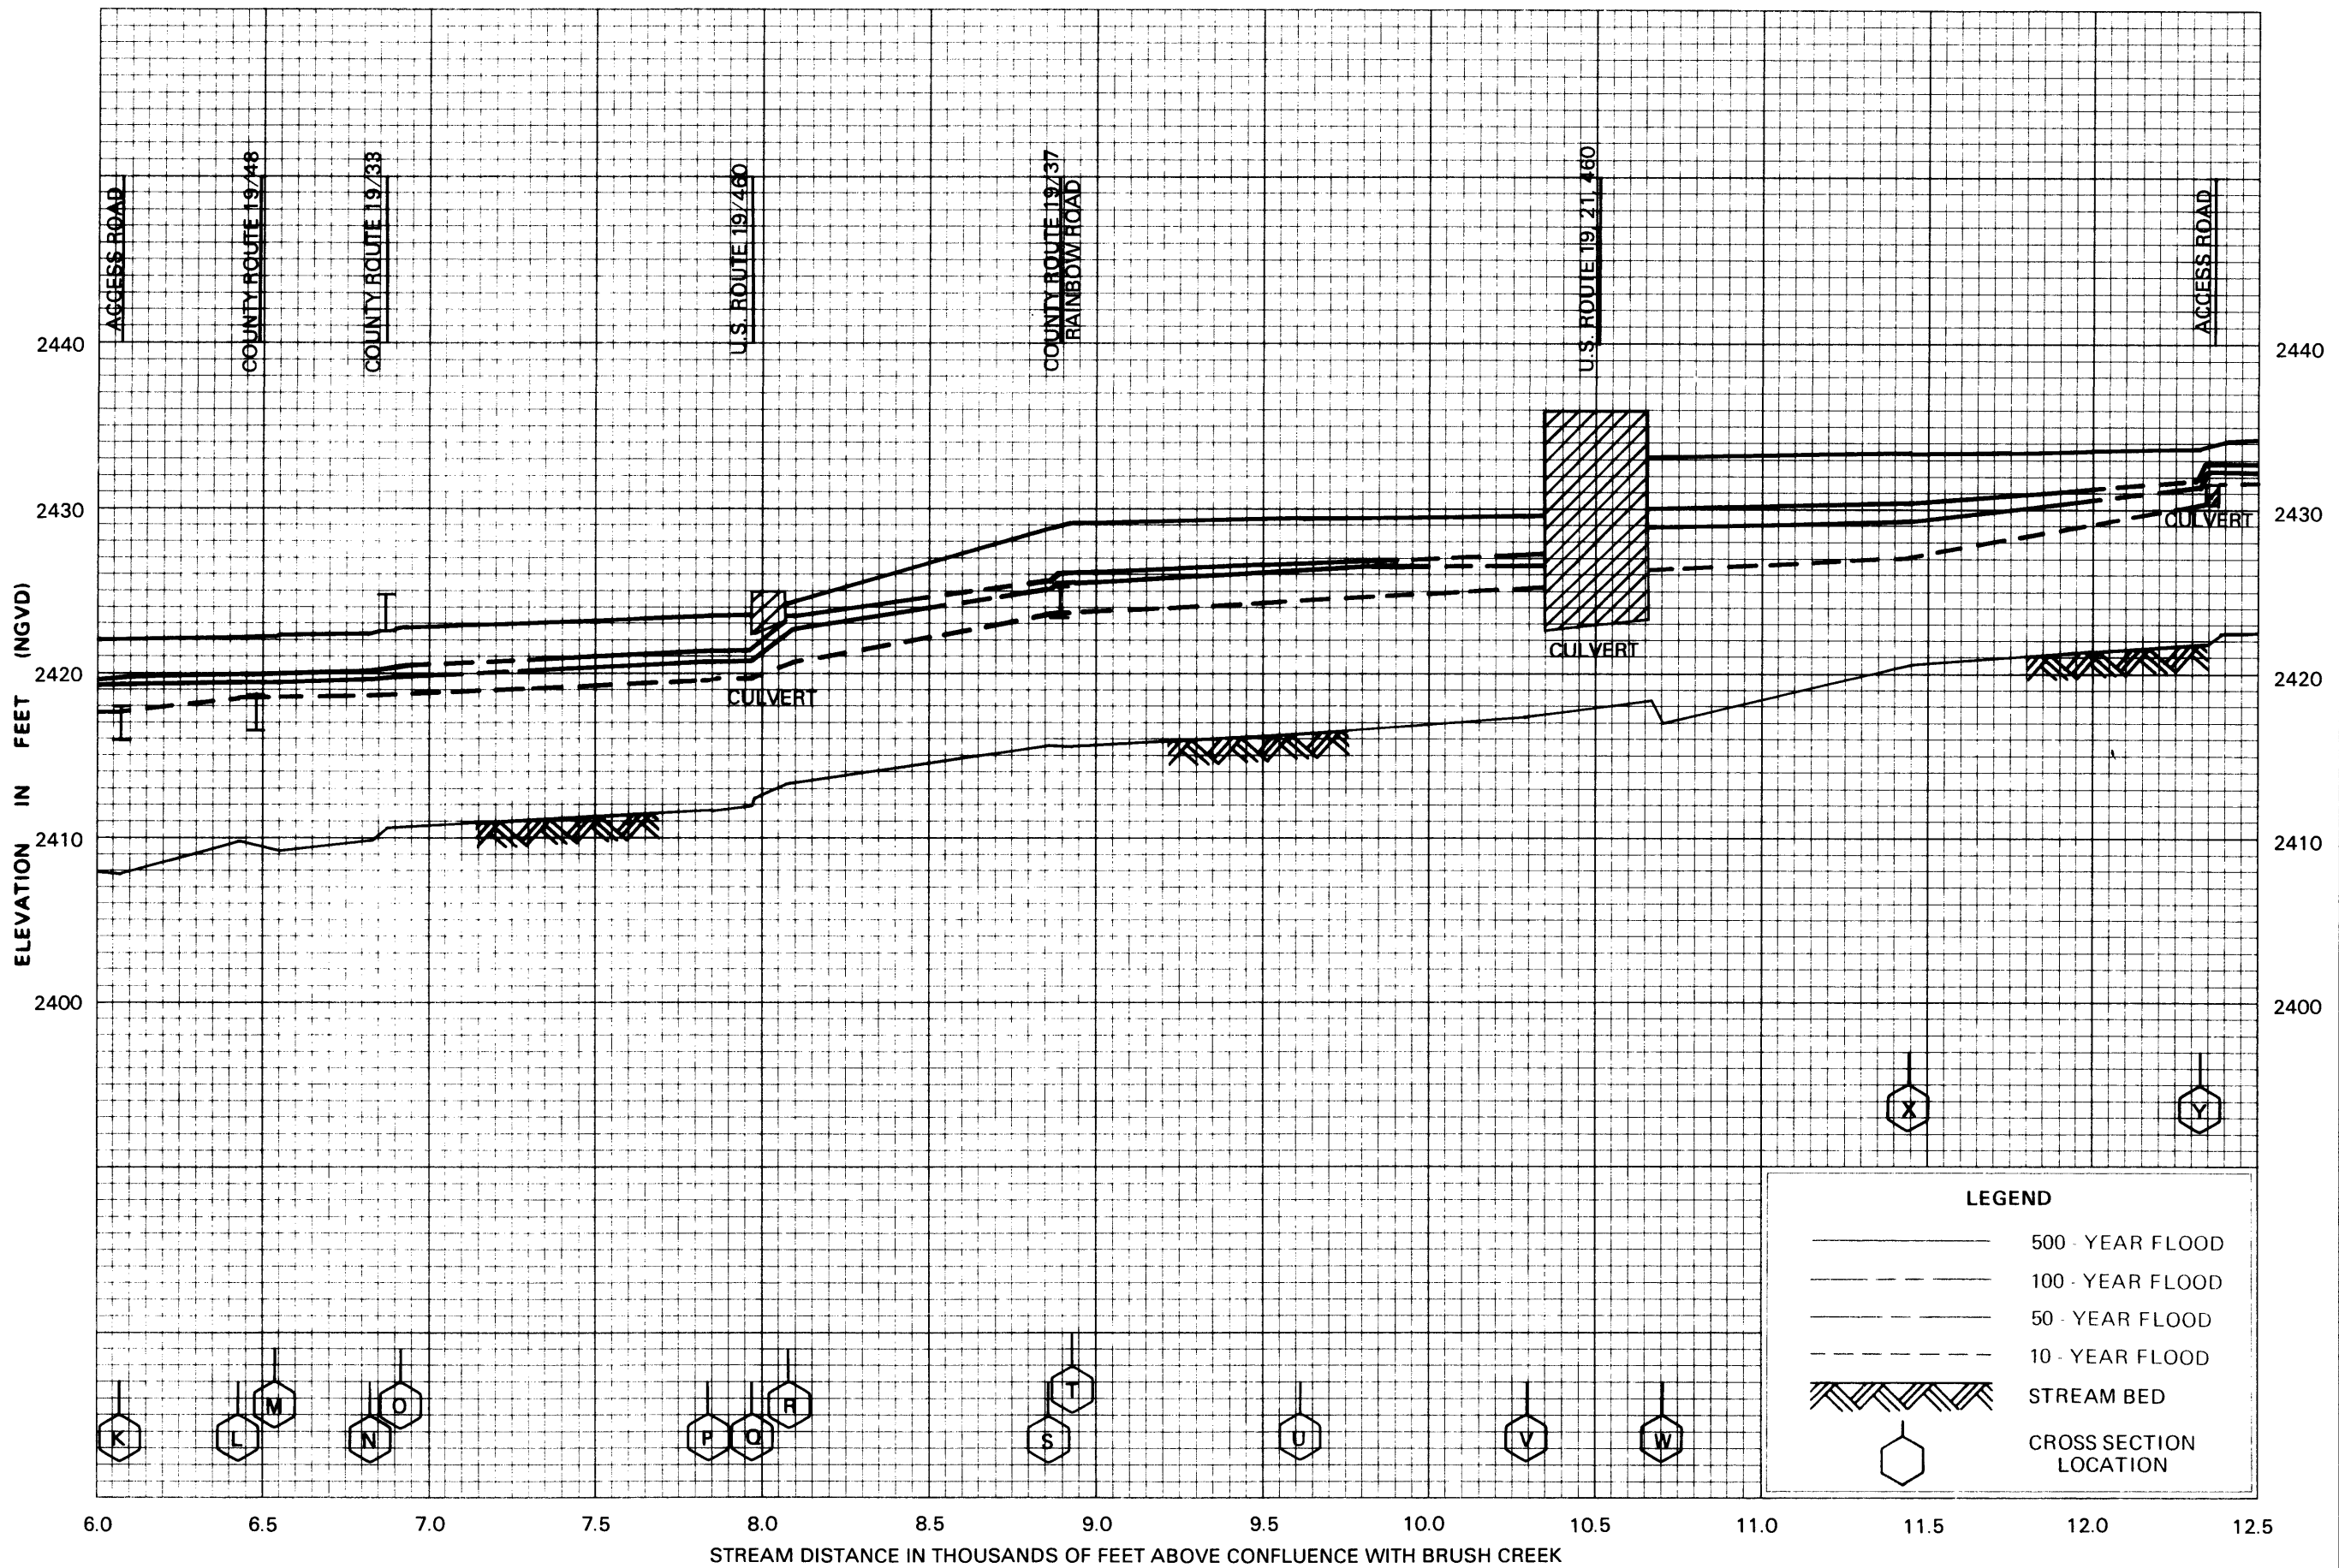 ACCESS ROAD
COUNTY ROUTE 19/48
COUNTY ROUTE 19/33
U.S. ROUTE 19/460
COUNTY ROUTE 19/37
RAINBOW ROAD
U.S. ROUTE 19, 21, 460
ACCESS ROAD
2440
2440
2430
2430
2420
2420
2410
2410
2400
2400
ELEVATION IN FEET (NGVD)
CULVERT
CULVERT
CULVERT
X
Y
K
L
M
N
O
P
Q
R
S
T
U
V
W
LEGEND
500 - YEAR FLOOD
100 - YEAR FLOOD
50 - YEAR FLOOD
10 - YEAR FLOOD
STREAM BED
CROSS SECTION
LOCATION
6.0 6.5 7.0 7.5 8.0 8.5 9.0 9.5 10.0 10.5 11.0 11.5 12.0 12.5
STREAM DISTANCE IN THOUSANDS OF FEET ABOVE CONFLUENCE WITH BRUSH CREEK